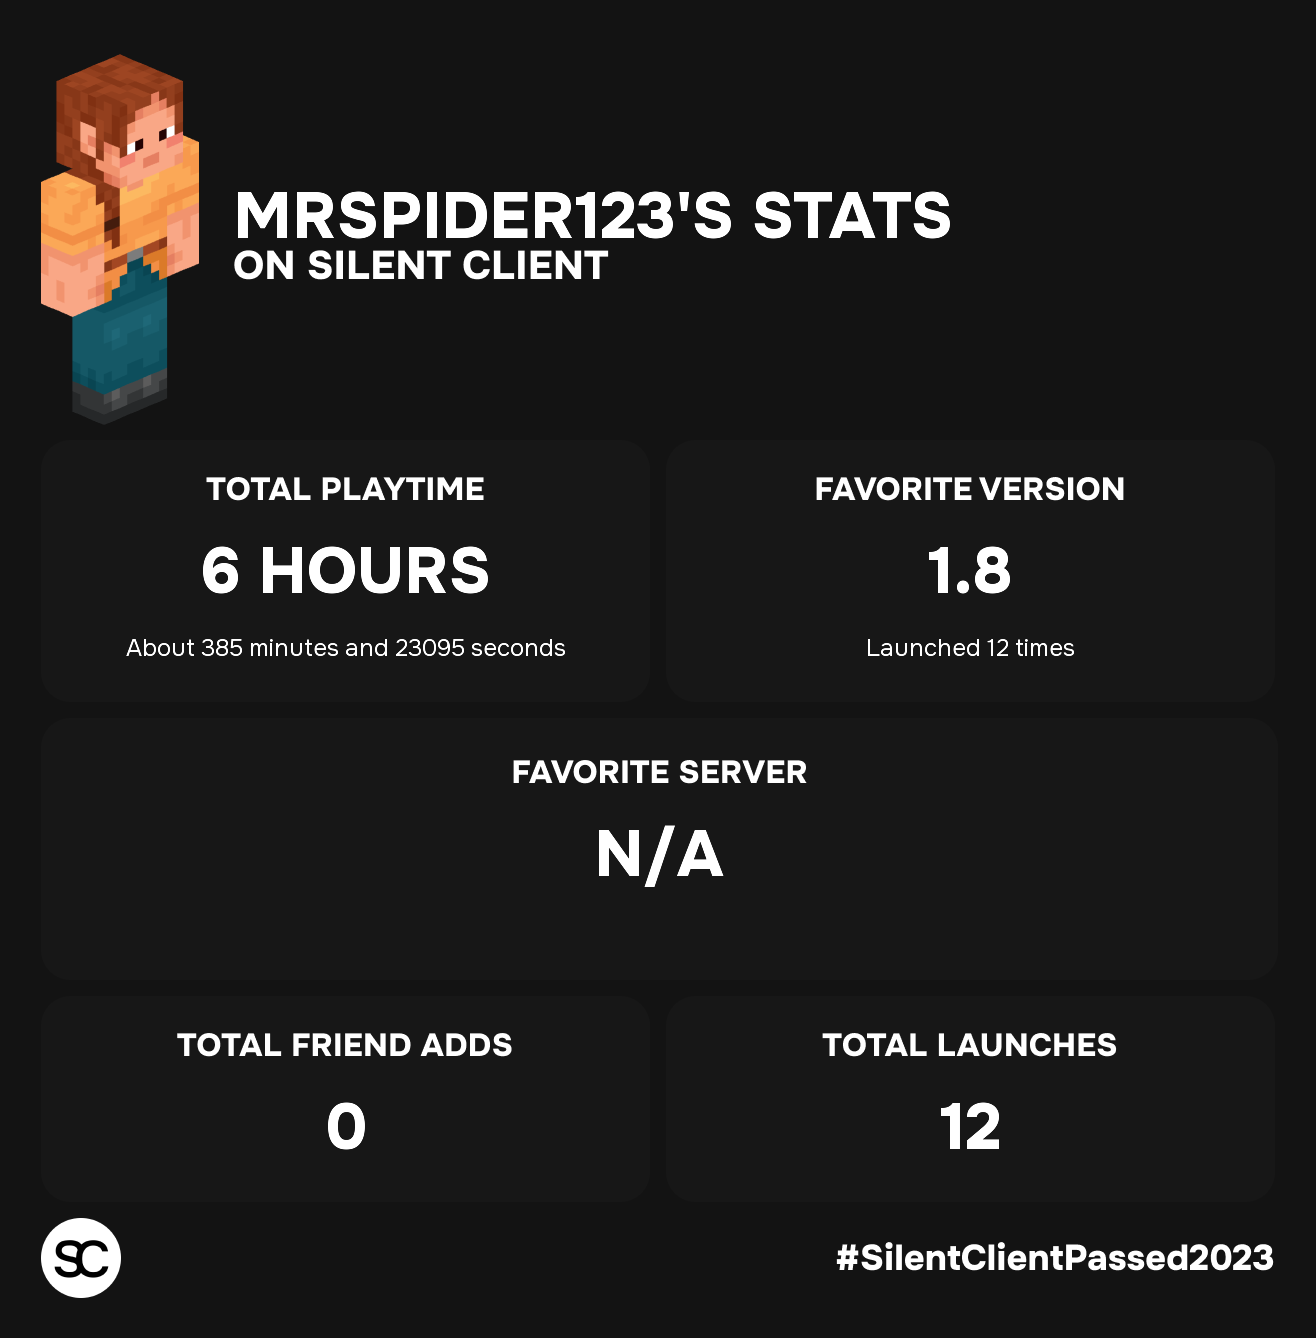 MRSPIDER123'S STATS
ON SILENT CLIENT
TOTAL PLAYTIME
6 HOURS
About 385 minutes and 23095 seconds
FAVORITE VERSION
1.8
Launched 12 times
FAVORITE SERVER
N/A
TOTAL FRIEND ADDS
0
TOTAL LAUNCHES
12
SC
#SilentClientPassed2023